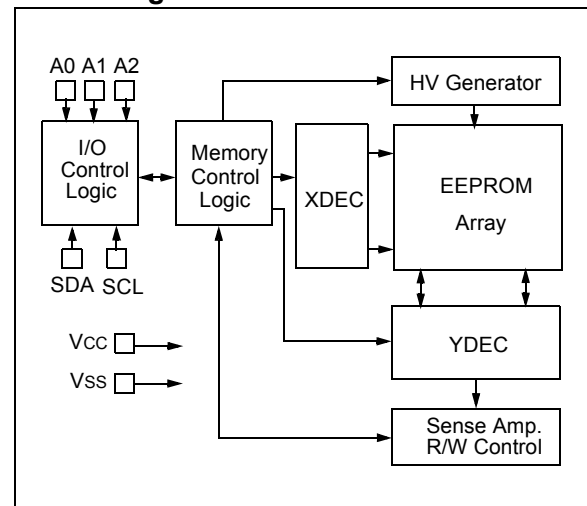 A0 A1 A2
HV Generator
I/O
Control
Logic
Memory
Control
Logic
XDEC
EEPROM
Array
SDA SCL
VCC
VSS
YDEC
Sense Amp.
R/W Control